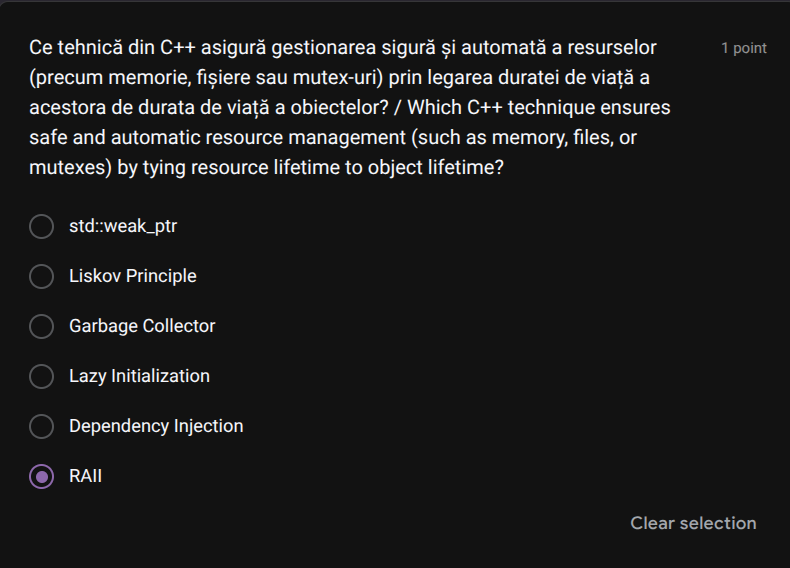 Ce tehnică din C++ asigură gestionarea sigură și automată a resurselor
1 point
(precum memorie, fișiere sau mutex-uri) prin legarea duratei de viață a
acestora de durata de viață a obiectelor? / Which C++ technique ensures
safe and automatic resource management (such as memory, files, or
mutexes) by tying resource lifetime to object lifetime?
std::weak_ptr
Liskov Principle
Garbage Collector
Lazy Initialization
Dependency Injection
RAII
Clear selection